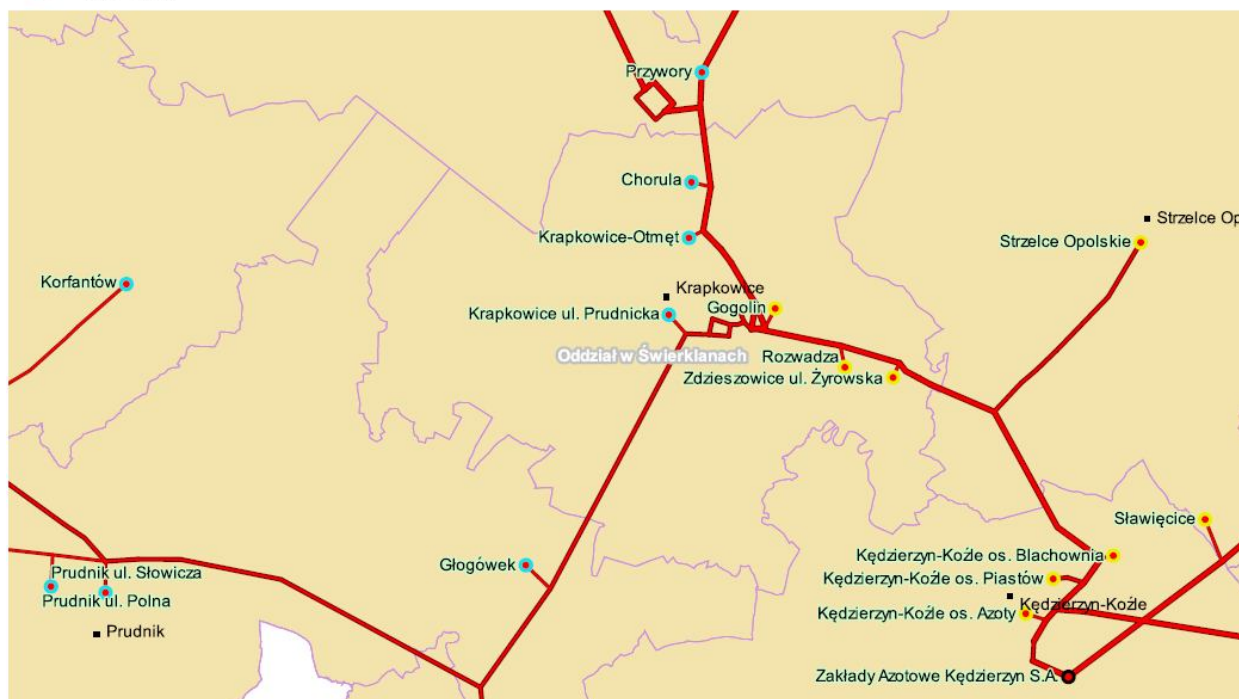 Przywory
Chorula
Strzelce Op
Krapkowice-Otmęt
Strzelce Opolskie
Korfantów
Krapkowice
Gogolin
Krapkowice ul. Prudnicka
Oddział w Świerklanach
Rozwadza
Zdzieszowice ul. Żyrowska
Sławięcice
Kędzierzyn-Koźle os. Blachownia
Głogówek
Prudnik ul. Słowicza
Kędzierzyn-Koźle os. Piastów
Prudnik ul. Polna
Kędzierzyn-Koźle
Kędzierzyn-Koźle os. Azoty
Prudnik
Zakłady Azotowe Kędzierzyn S.A.